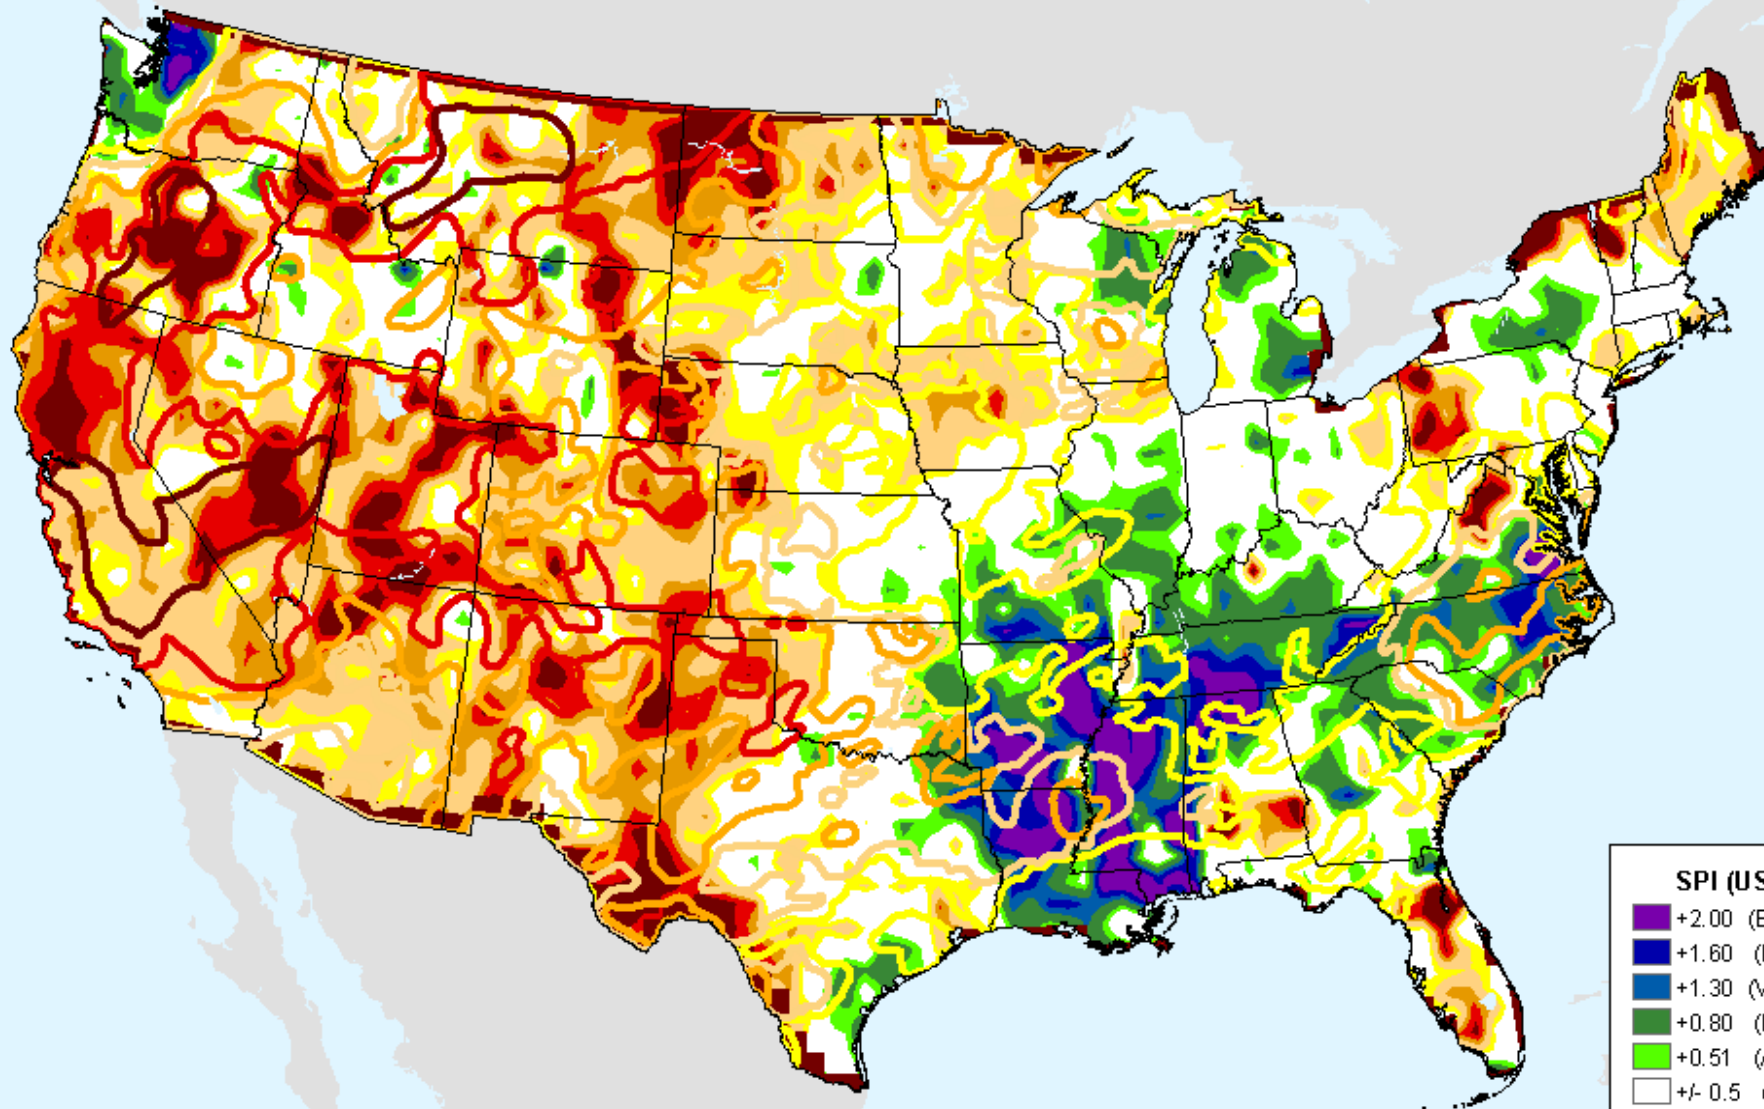 SPI (US
+2.00 (E
+1.60 (
+1.30 (V
+0.80 (
+0.51 (
+/- 0.5